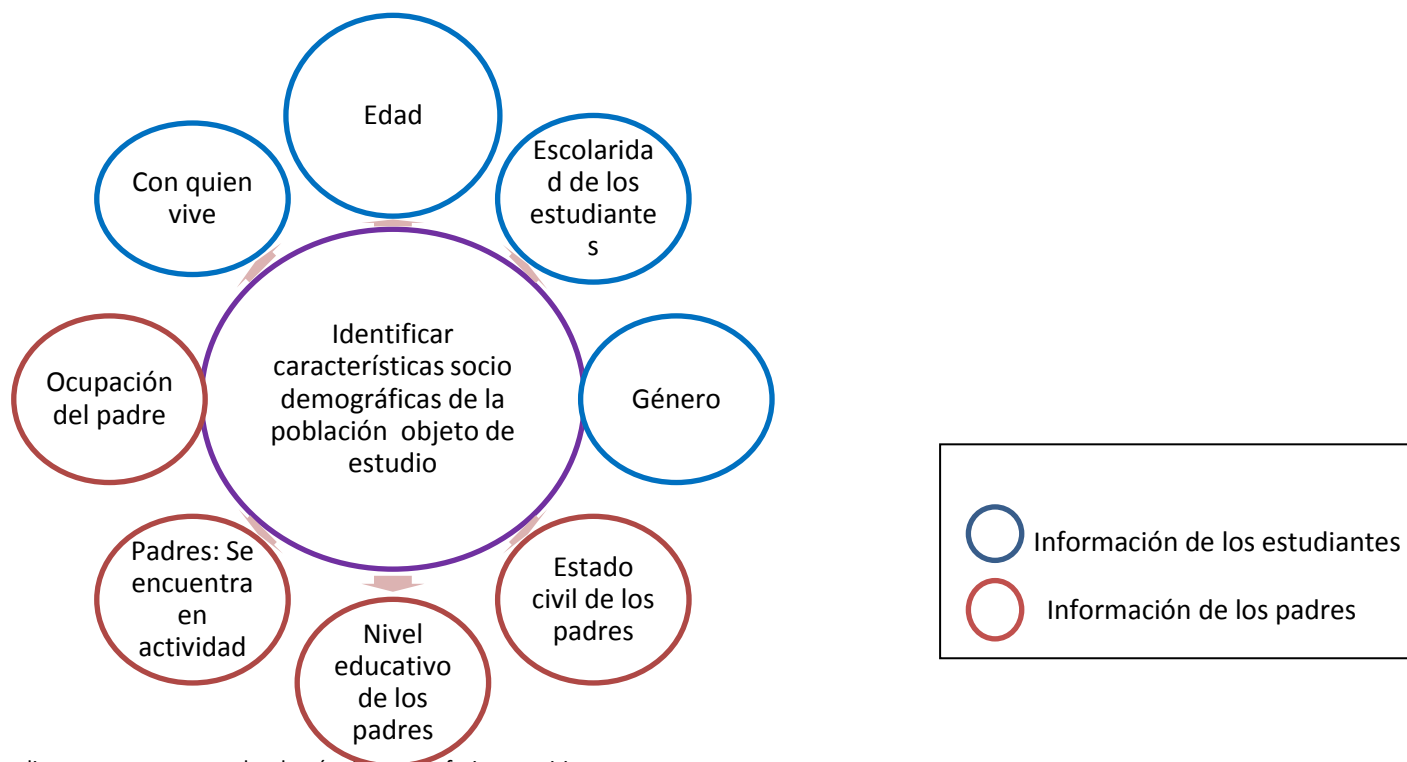 Edad
Escolarida
d de los
estudiante
s
Con quien
vive
Identificar
característícas socio
demográficas de la
población objeto de
estudio
Género
Ocupación
del padre
Padres: Se
encuentra
en
actividad
Nivel
educativo
de los
padres
Estado
civil de los
padres
Información de los estudiantes
Información de los padres